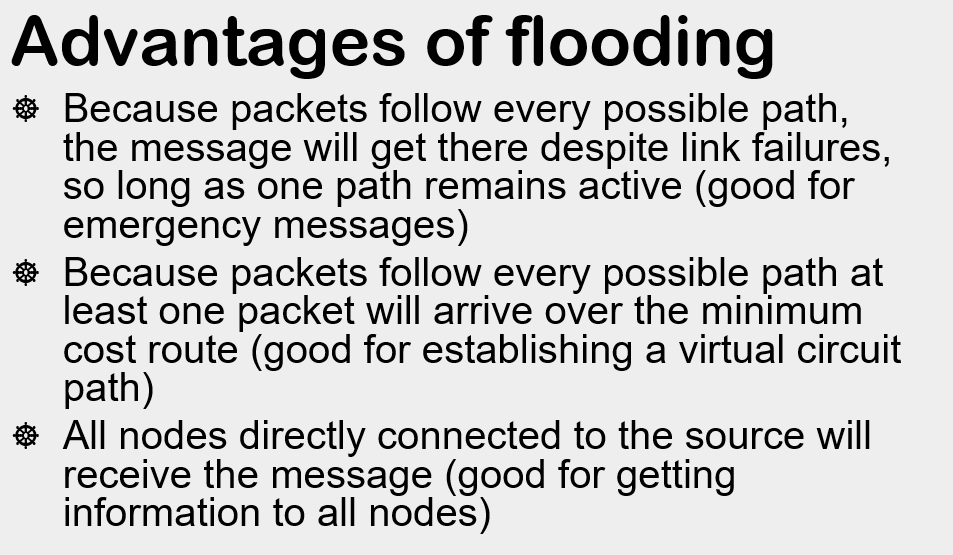 Advantages of flooding
☸ Because packets follow every possible path,
the message will get there despite link failures,
so long as one path remains active (good for
emergency messages)
☸ Because packets follow every possible path at
least one packet will arrive over the minimum
cost route (good for establishing a virtual circuit
path)
☸ All nodes directly connected to the source will
receive the message (good for getting
information to all nodes)